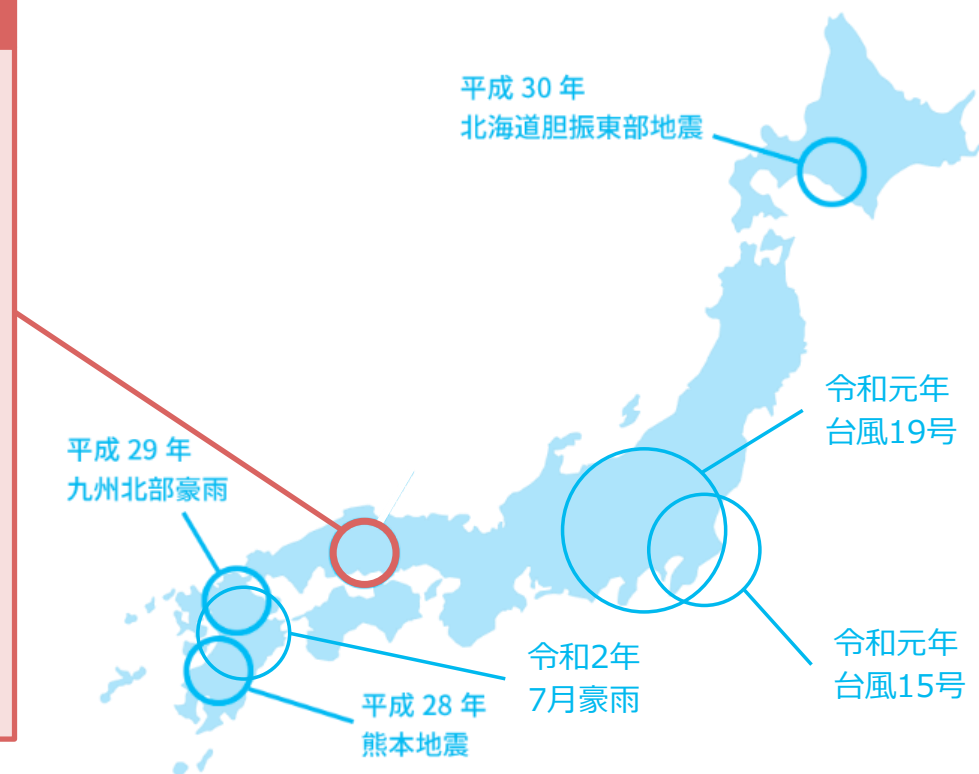 平成 30 年
北海道胆振東部地震
令和元年
台風19号
平成 29 年
九州北部豪雨
令和元年
台風15号
令和2年
7月豪雨
平成 28 年
熊本地震